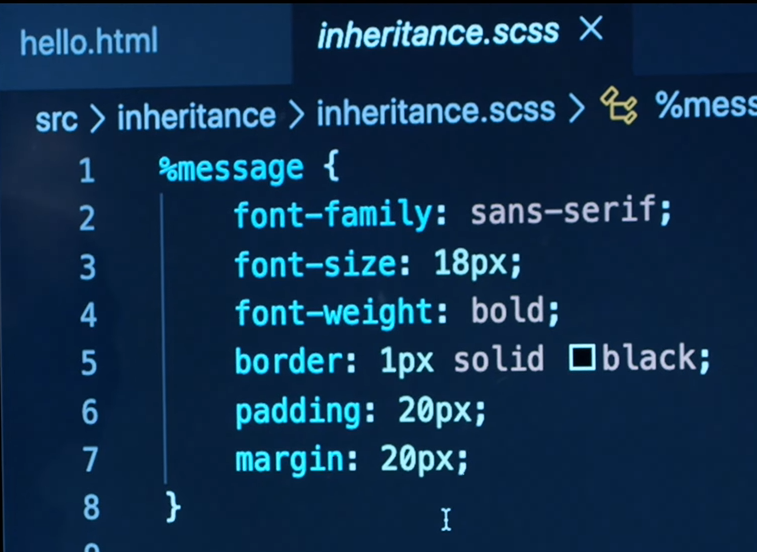 hello.html
inheritance.scss
src > inheritance > inheritance.scss > %mess
1 %message {
2 font-family: sans-serif;
3 font-size: 18px;
4 font-weight: bold;
5 border: 1px solid black;
6 padding: 20px;
7 margin: 20px;
8 }